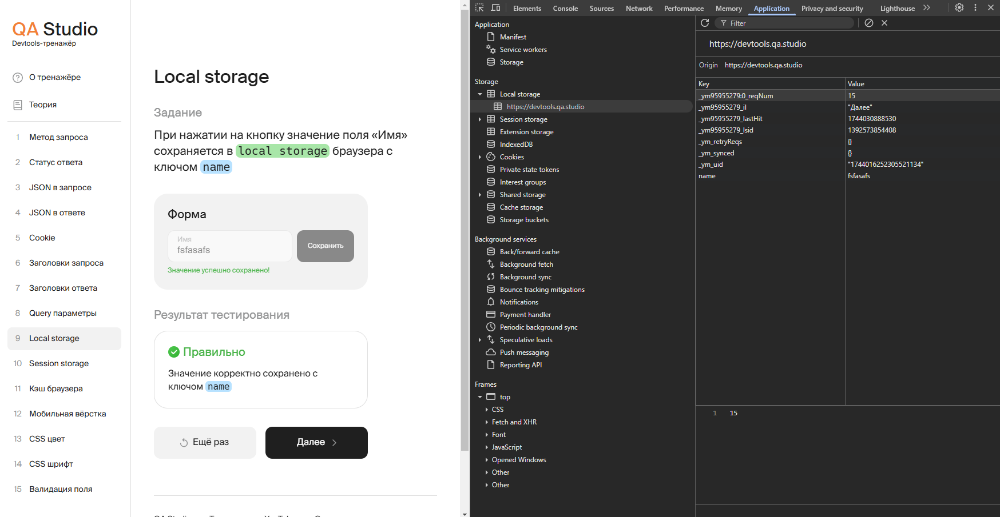 QA Studio
Devtools-тренажёр
О тренажёре
Теория
1 Метод запроса
2 Статус ответа
3 JSON в запросе
4 JSON в ответе
5 Cookie
6 Заголовки запроса
7 Заголовки ответа
8 Query параметры
9 Local storage
10 Session storage
11 Кэш браузера
12 Мобильная вёрстка
13 CSS цвет
14 CSS шрифт
15 Валидация поля
Local storage
Задание
При нажатии на кнопку значение поля «Имя»
сохраняется в local storage браузера с
ключом name
Форма
Имя
fsfasafs
Сохранить
Значение успешно сохранено!
Результат тестирования
Правильно
Значение корректно сохранено с
ключом name
Ещё раз
Далее
Elements Console Sources Network Performance Memory Application Privacy and security Lighthouse
Application
Manifest
Service workers
Storage
Storage
Local storage
https://devtools.qa.studio
Session storage
Extension storage
IndexedDB
Cookies
Private state tokens
Interest groups
Shared storage
Cache storage
Storage buckets
Background services
Back/forward cache
Background fetch
Background sync
Bounce tracking mitigations
Notifications
Payment handler
Periodic background sync
Speculative loads
Push messaging
Reporting API
Frames
top
CSS
Fetch and XHR
Font
JavaScript
Opened Windows
Other
Other
Filter
https://devtools.qa.studio
Origin https://devtools.qa.studio
Key Value
_ym95955279:0_reqNum 15
_ym95955279_il "Далее"
_ym95955279_lastHit 1744030888530
_ym95955279_lsid 1392573854408
_ym_retryReqs {}
_ym_synced {}
_ym_uid "1744016252305521134"
name fsfasafs
1 15